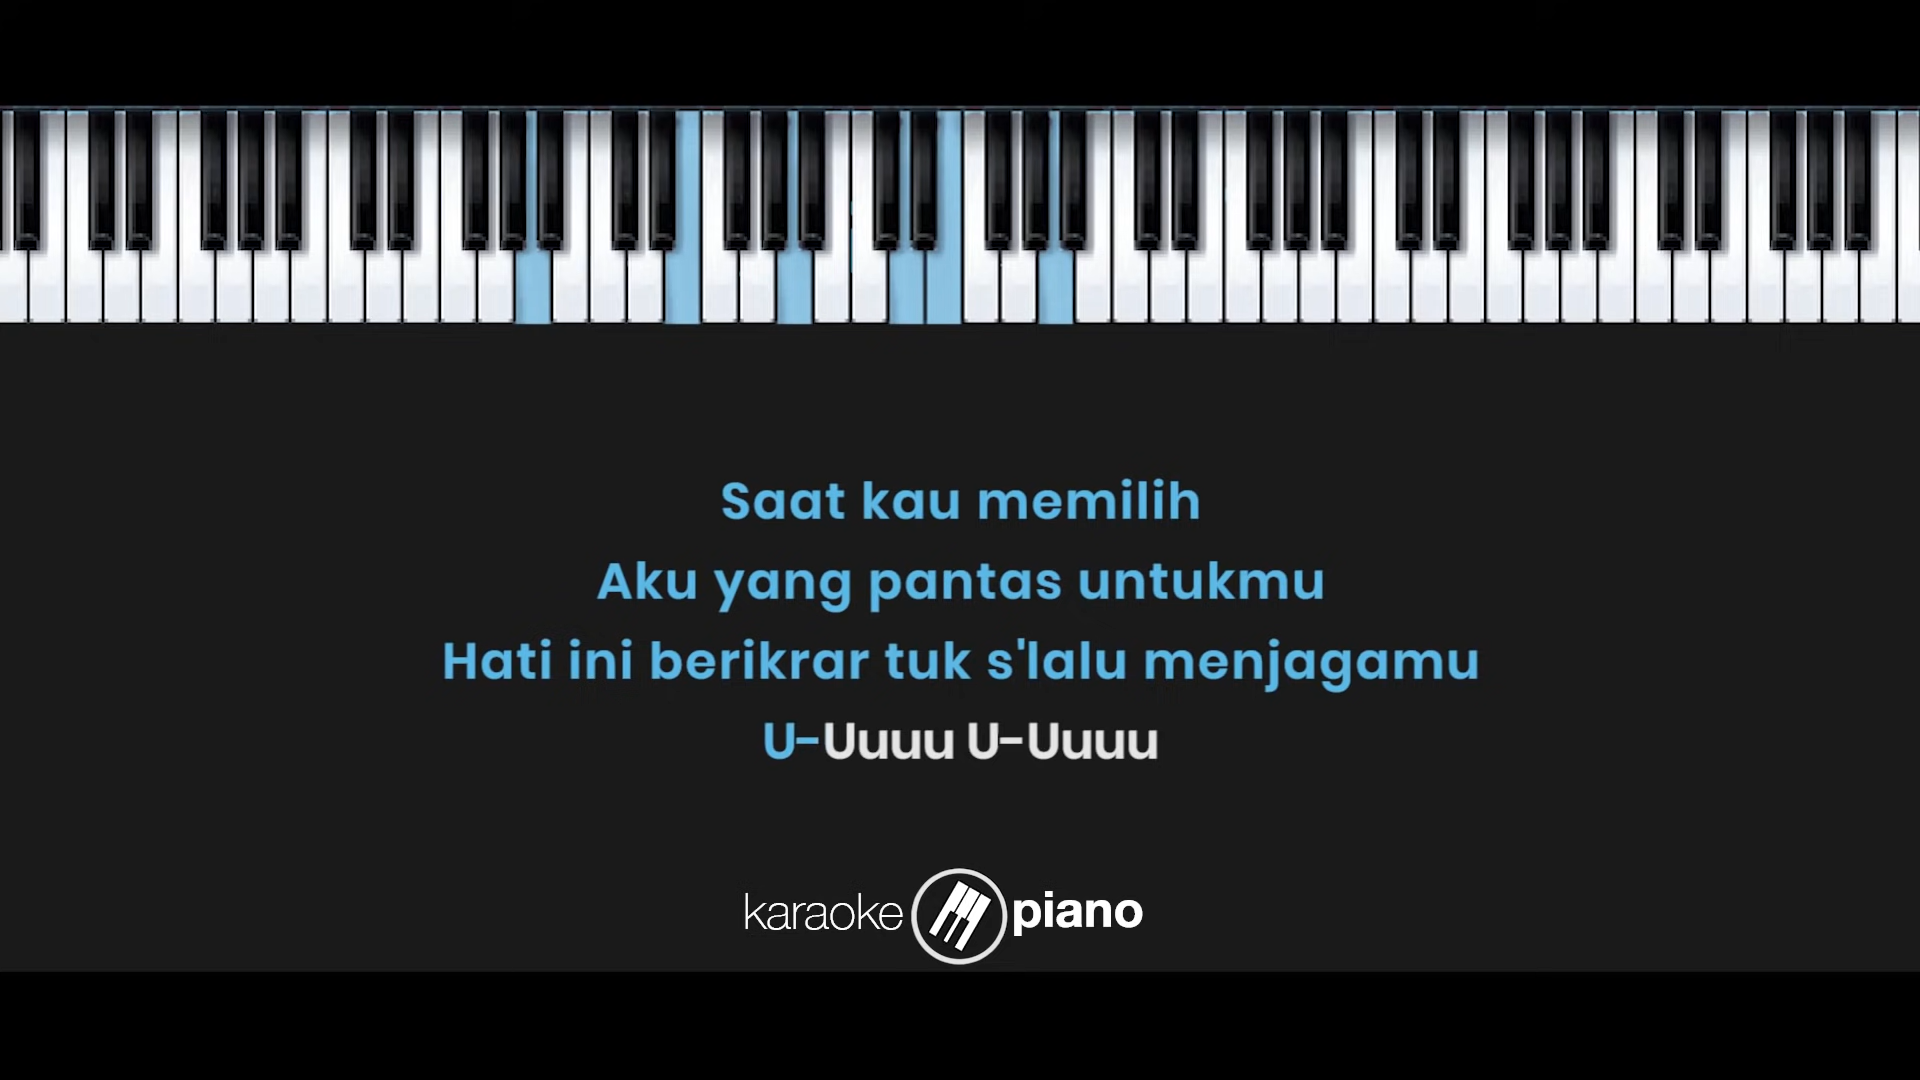 Saat kau memilih
Aku yang pantas untukmu
Hati ini berikrar tuk s'lalu menjagamu
U-Uuuu U-Uuuu
karaoke piano